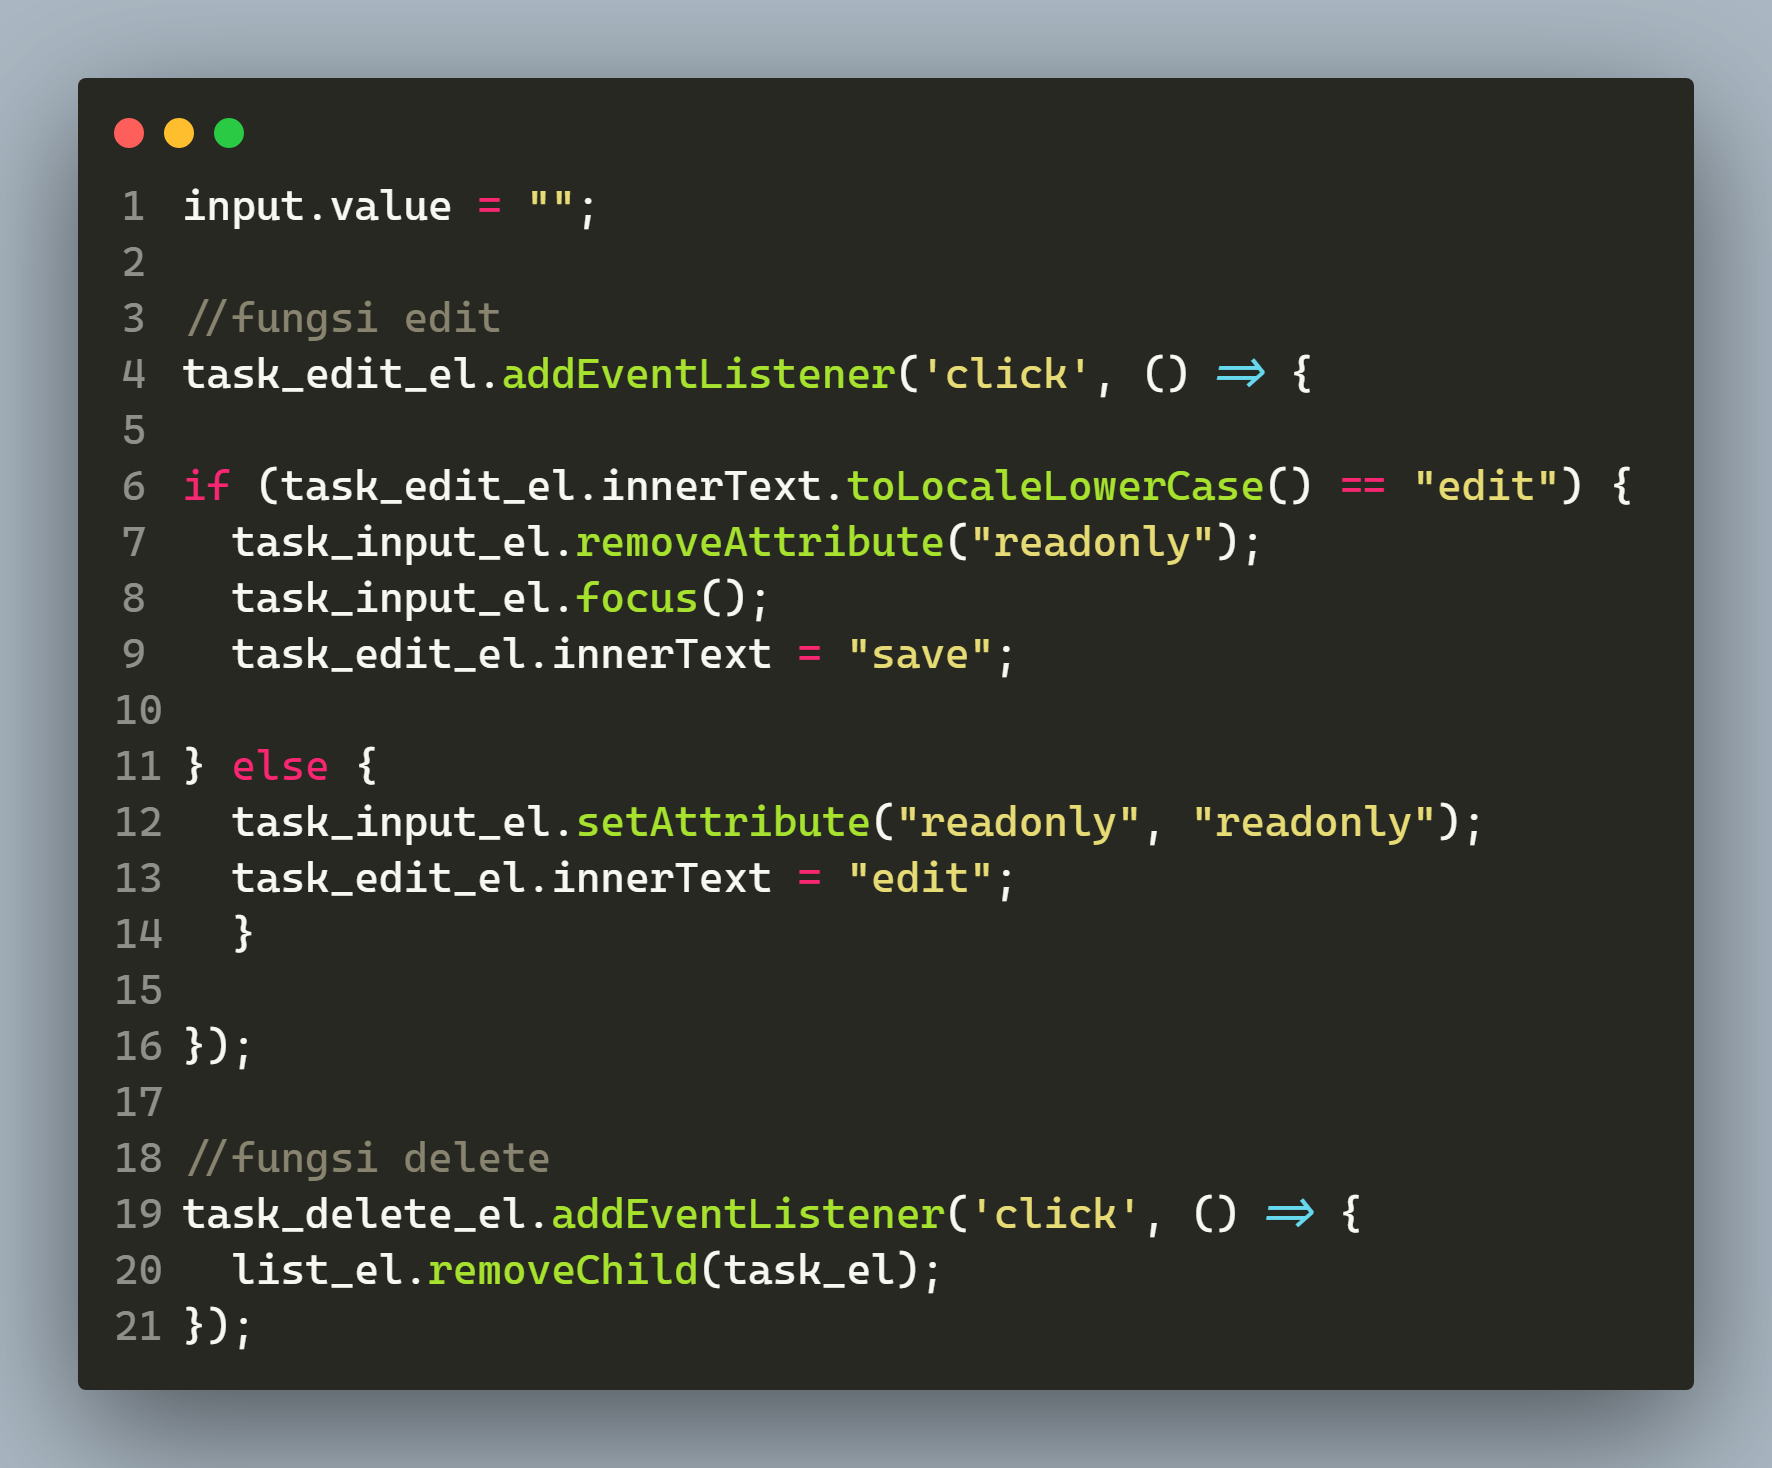 1 input.value = "";
2
3 //fungsi edit
4 task_edit_el.addEventListener('click', () => {
5
6 if (task_edit_el.innerText.toLocaleLowerCase() == "edit") {
7   task_input_el.removeAttribute("readonly");
8   task_input_el.focus();
9   task_edit_el.innerText = "save";
10
11 } else {
12   task_input_el.setAttribute("readonly", "readonly");
13   task_edit_el.innerText = "edit";
14   }
15
16 });
17
18 //fungsi delete
19 task_delete_el.addEventListener('click', () => {
20   list_el.removeChild(task_el);
21 });